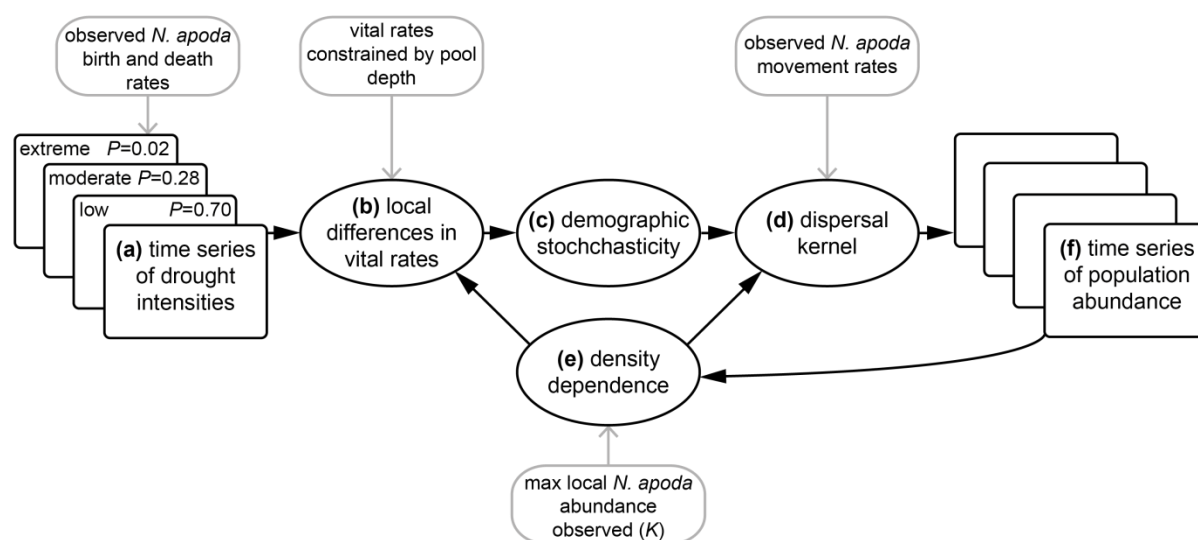 observed N. apoda
birth and death
rates
vital rates
constrained by pool
depth
observed N. apoda
movement rates
extreme P=0.02
moderate P=0.28
low P=0.70
(a) time series
of drought
intensities
(b) local
differences in
vital rates
(c) demographic
stochchasticity
(d) dispersal
kernel
(f) time series
of population
abundance
(e) density
dependence
max local N. apoda
abundance
observed (K)